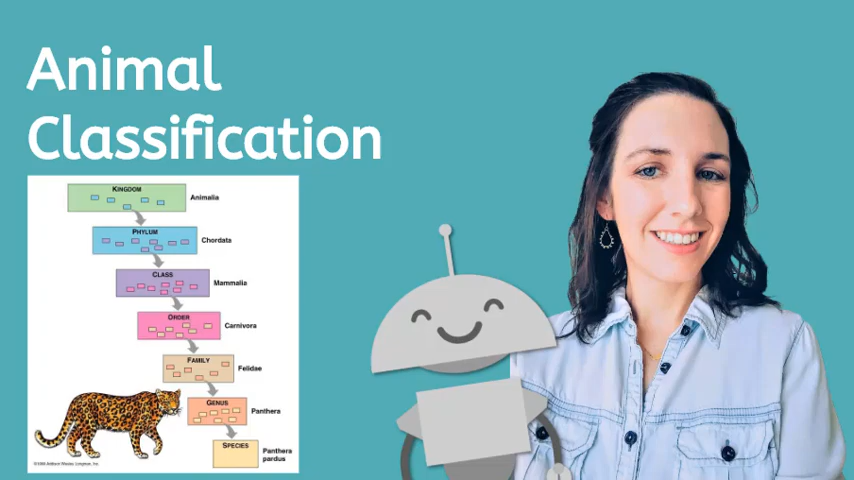 Animal
Classification
KINGDOM
Animalia
PHYLUM
Chordata
CLASS
Mammalia
ORDER
Carnivora
FAMILY
Felidae
GENUS
Panthera
SPECIES
Panthera
pardus